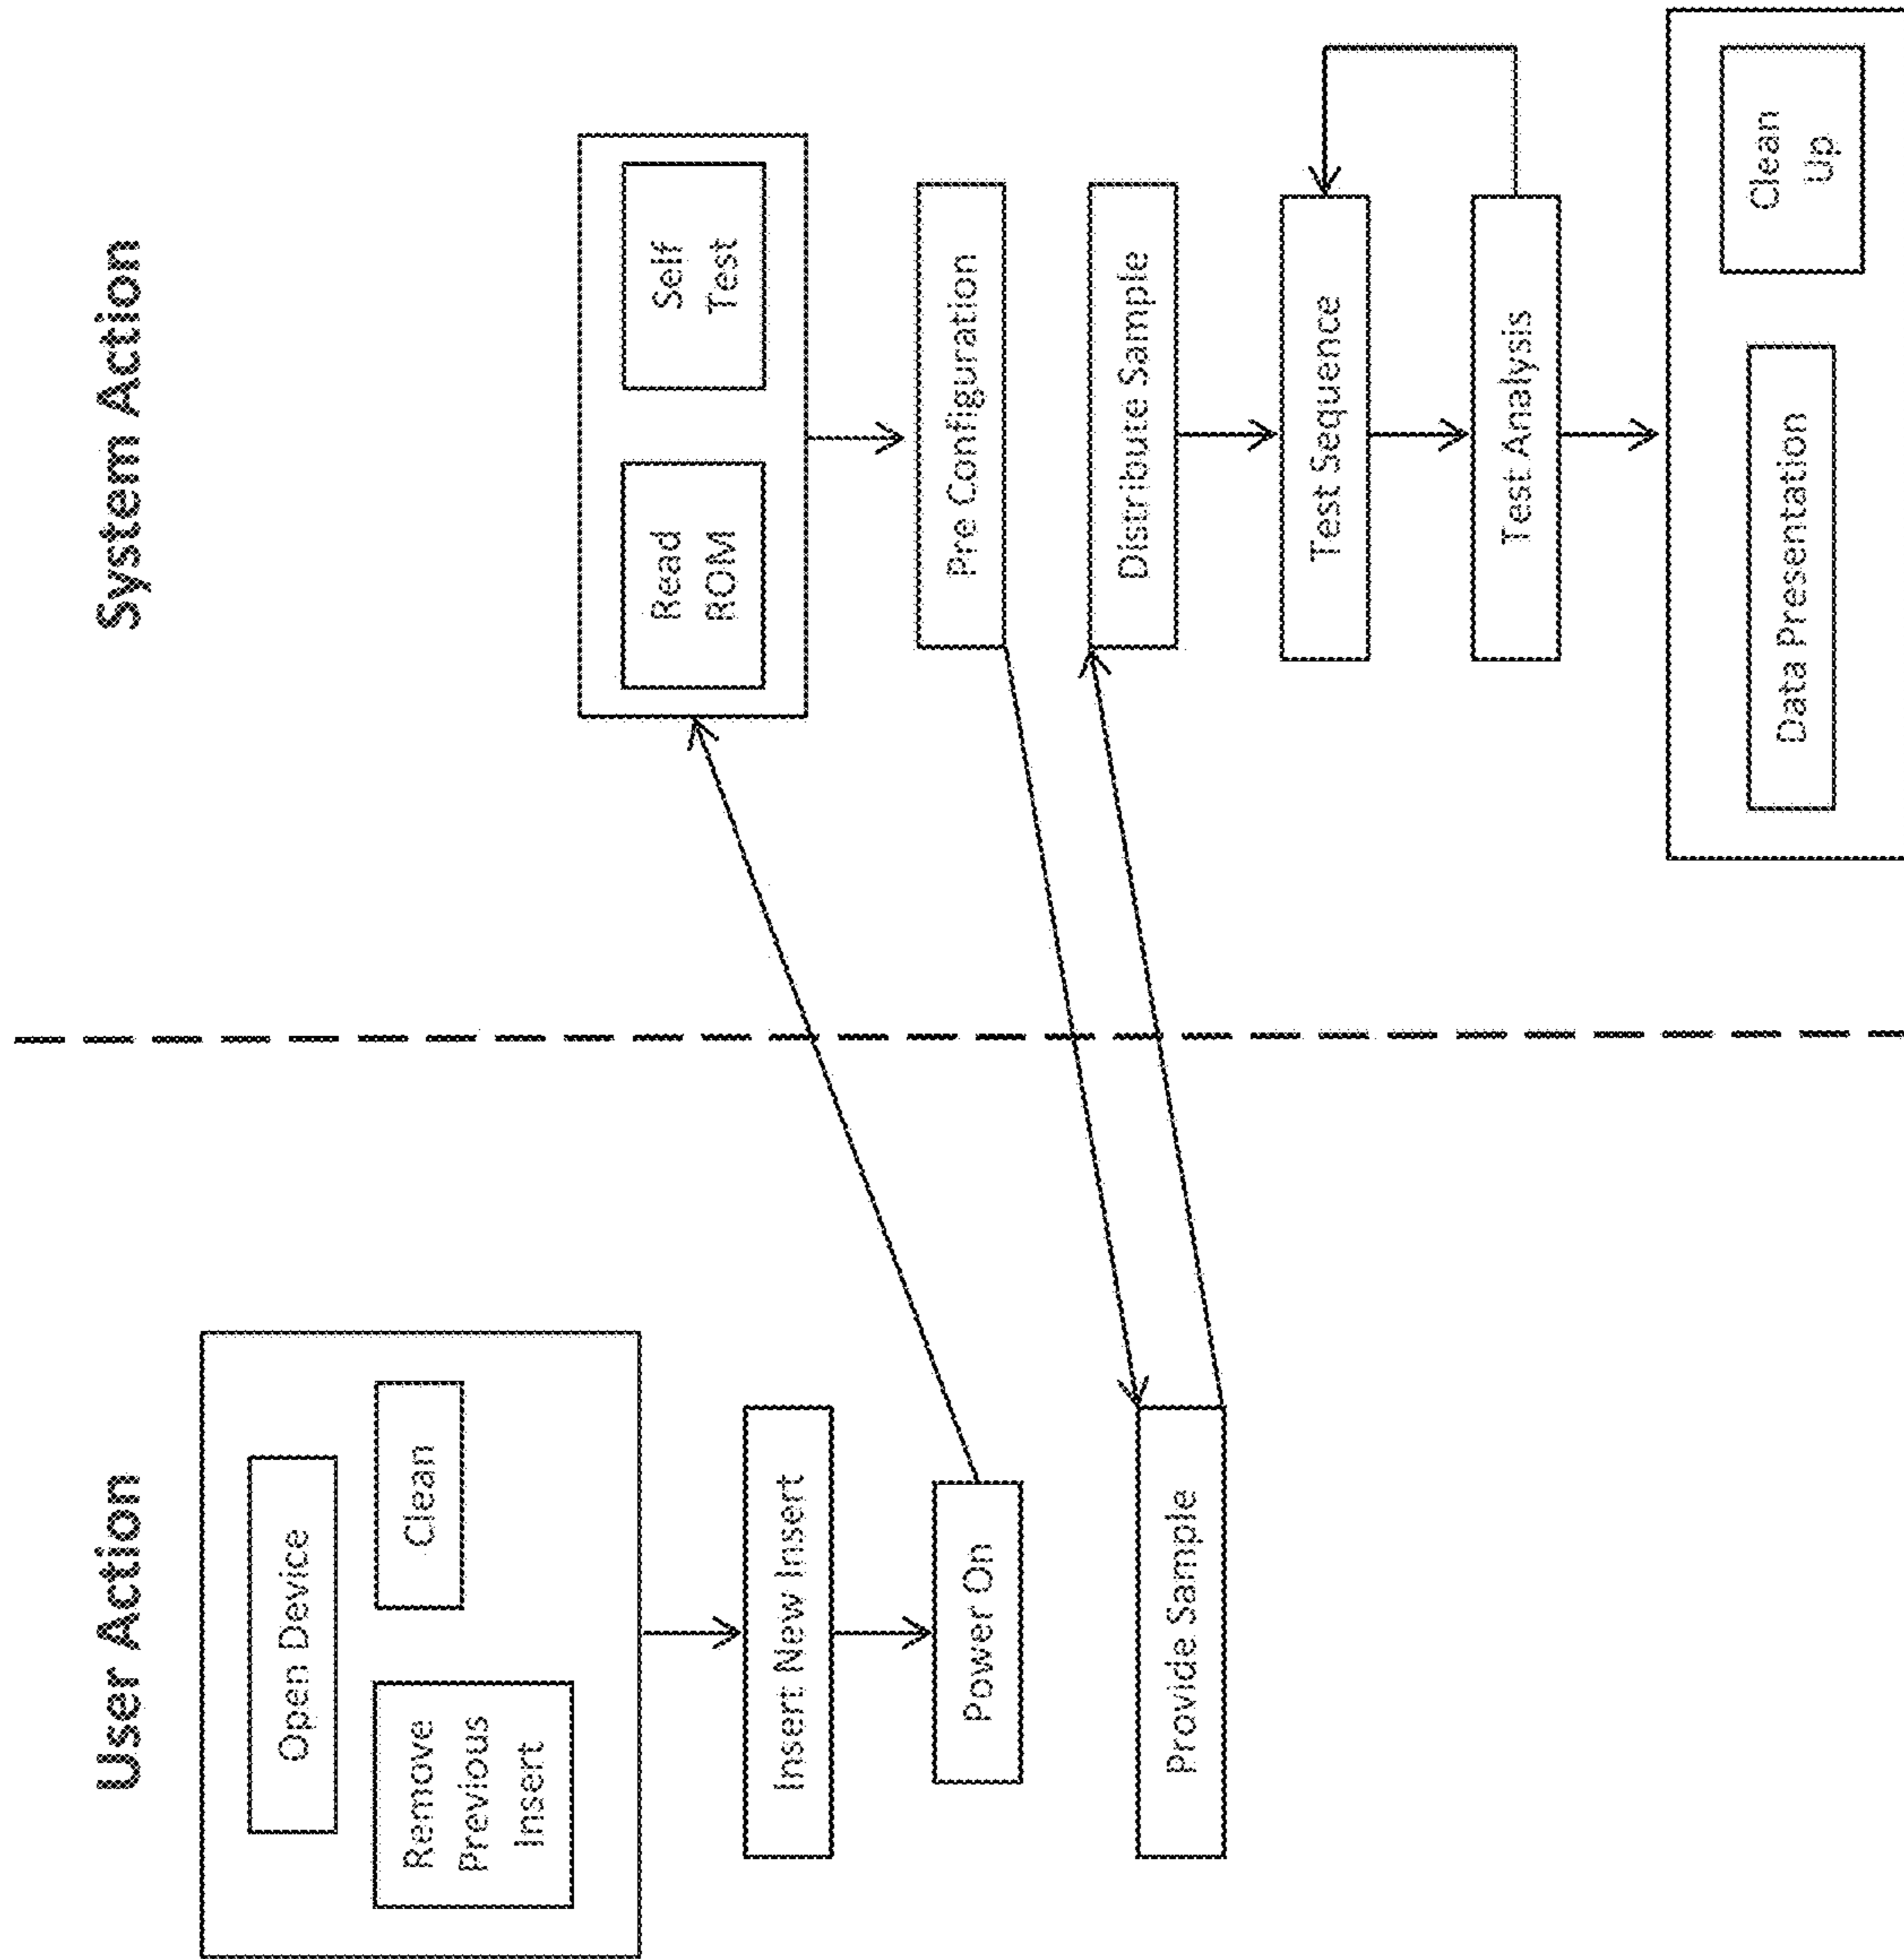 User Action
Open Device
Remove
Previous
Insert
Clean
Insert New Insert
Power On
Provide Sample
System Action
Read
ROM
Self
Test
Pre Configuration
Distribute Sample
Test Sequence
Test Analysis
Data Presentation
Clean
Up